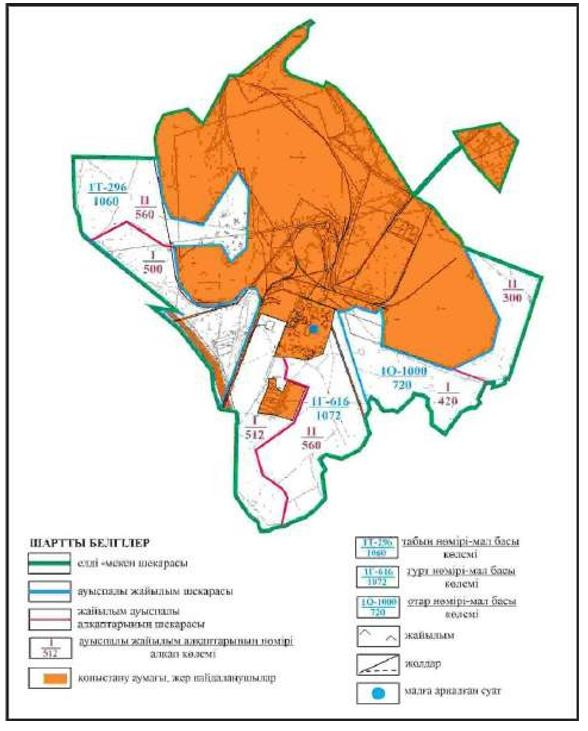 1Т-296
1060
II
560
I
500
II
300
1О-1000
720
I
420
1Г-616
1072
I
512
II
560
ШАРТТЫ БЕЛГІЛЕР
елді -мекен шекарасы
ауыспалы жайылым шекарасы
жайылым ауыспалы
алқаптарының шекарасы
I
512
ауыспалы жайылым алқаптарының нөмірі
алқап көлемі
қоныстану аумағы, жер пайдаланушылар
1Т-296
1060
табын нөмірі-мал басы
көлемі
1Г-616
1072
гурт нөмірі-мал басы
көлемі
1О-1000
720
отар нөмірі-мал басы
көлемі
жайылым
жолдар
малға арналған суат